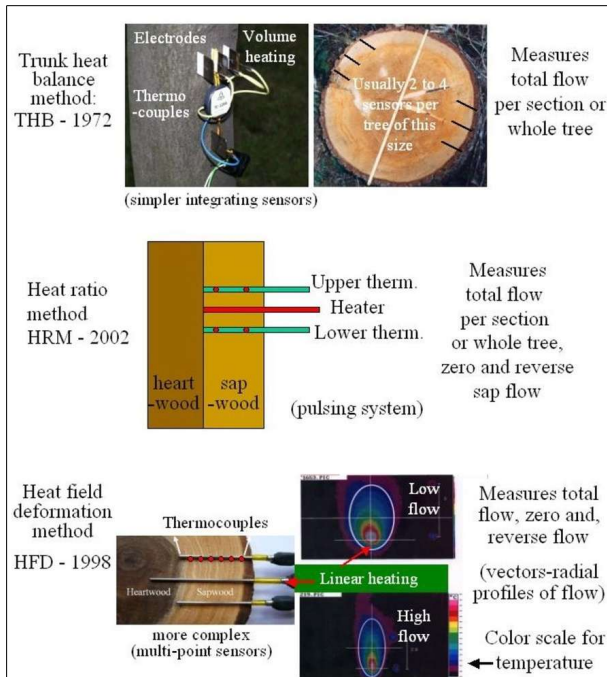 Trunk heat
balance
method:
THB - 1972
Electrodes
Volume
heating
Thermo
-couples
(simpler integrating sensors)
Usually 2 to 4
sensors per
tree of this
size
Measures
total flow
per section or
whole tree
Heat ratio
method
HRM - 2002
heart
-wood
sap
-wood
Upper therm.
Heater
Lower therm.
(pulsing system)
Measures
total flow
per section
or whole tree,
zero and reverse
sap flow
Heat field
deformation
method
HFD - 1998
Thermocouples
Heartwood
Sapwood
more complex
(multi-point sensors)
Low
flow
Linear heating
High
flow
Measures total
flow, zero and,
reverse flow
(vectors-radial
profiles of flow)
Color scale for
temperature